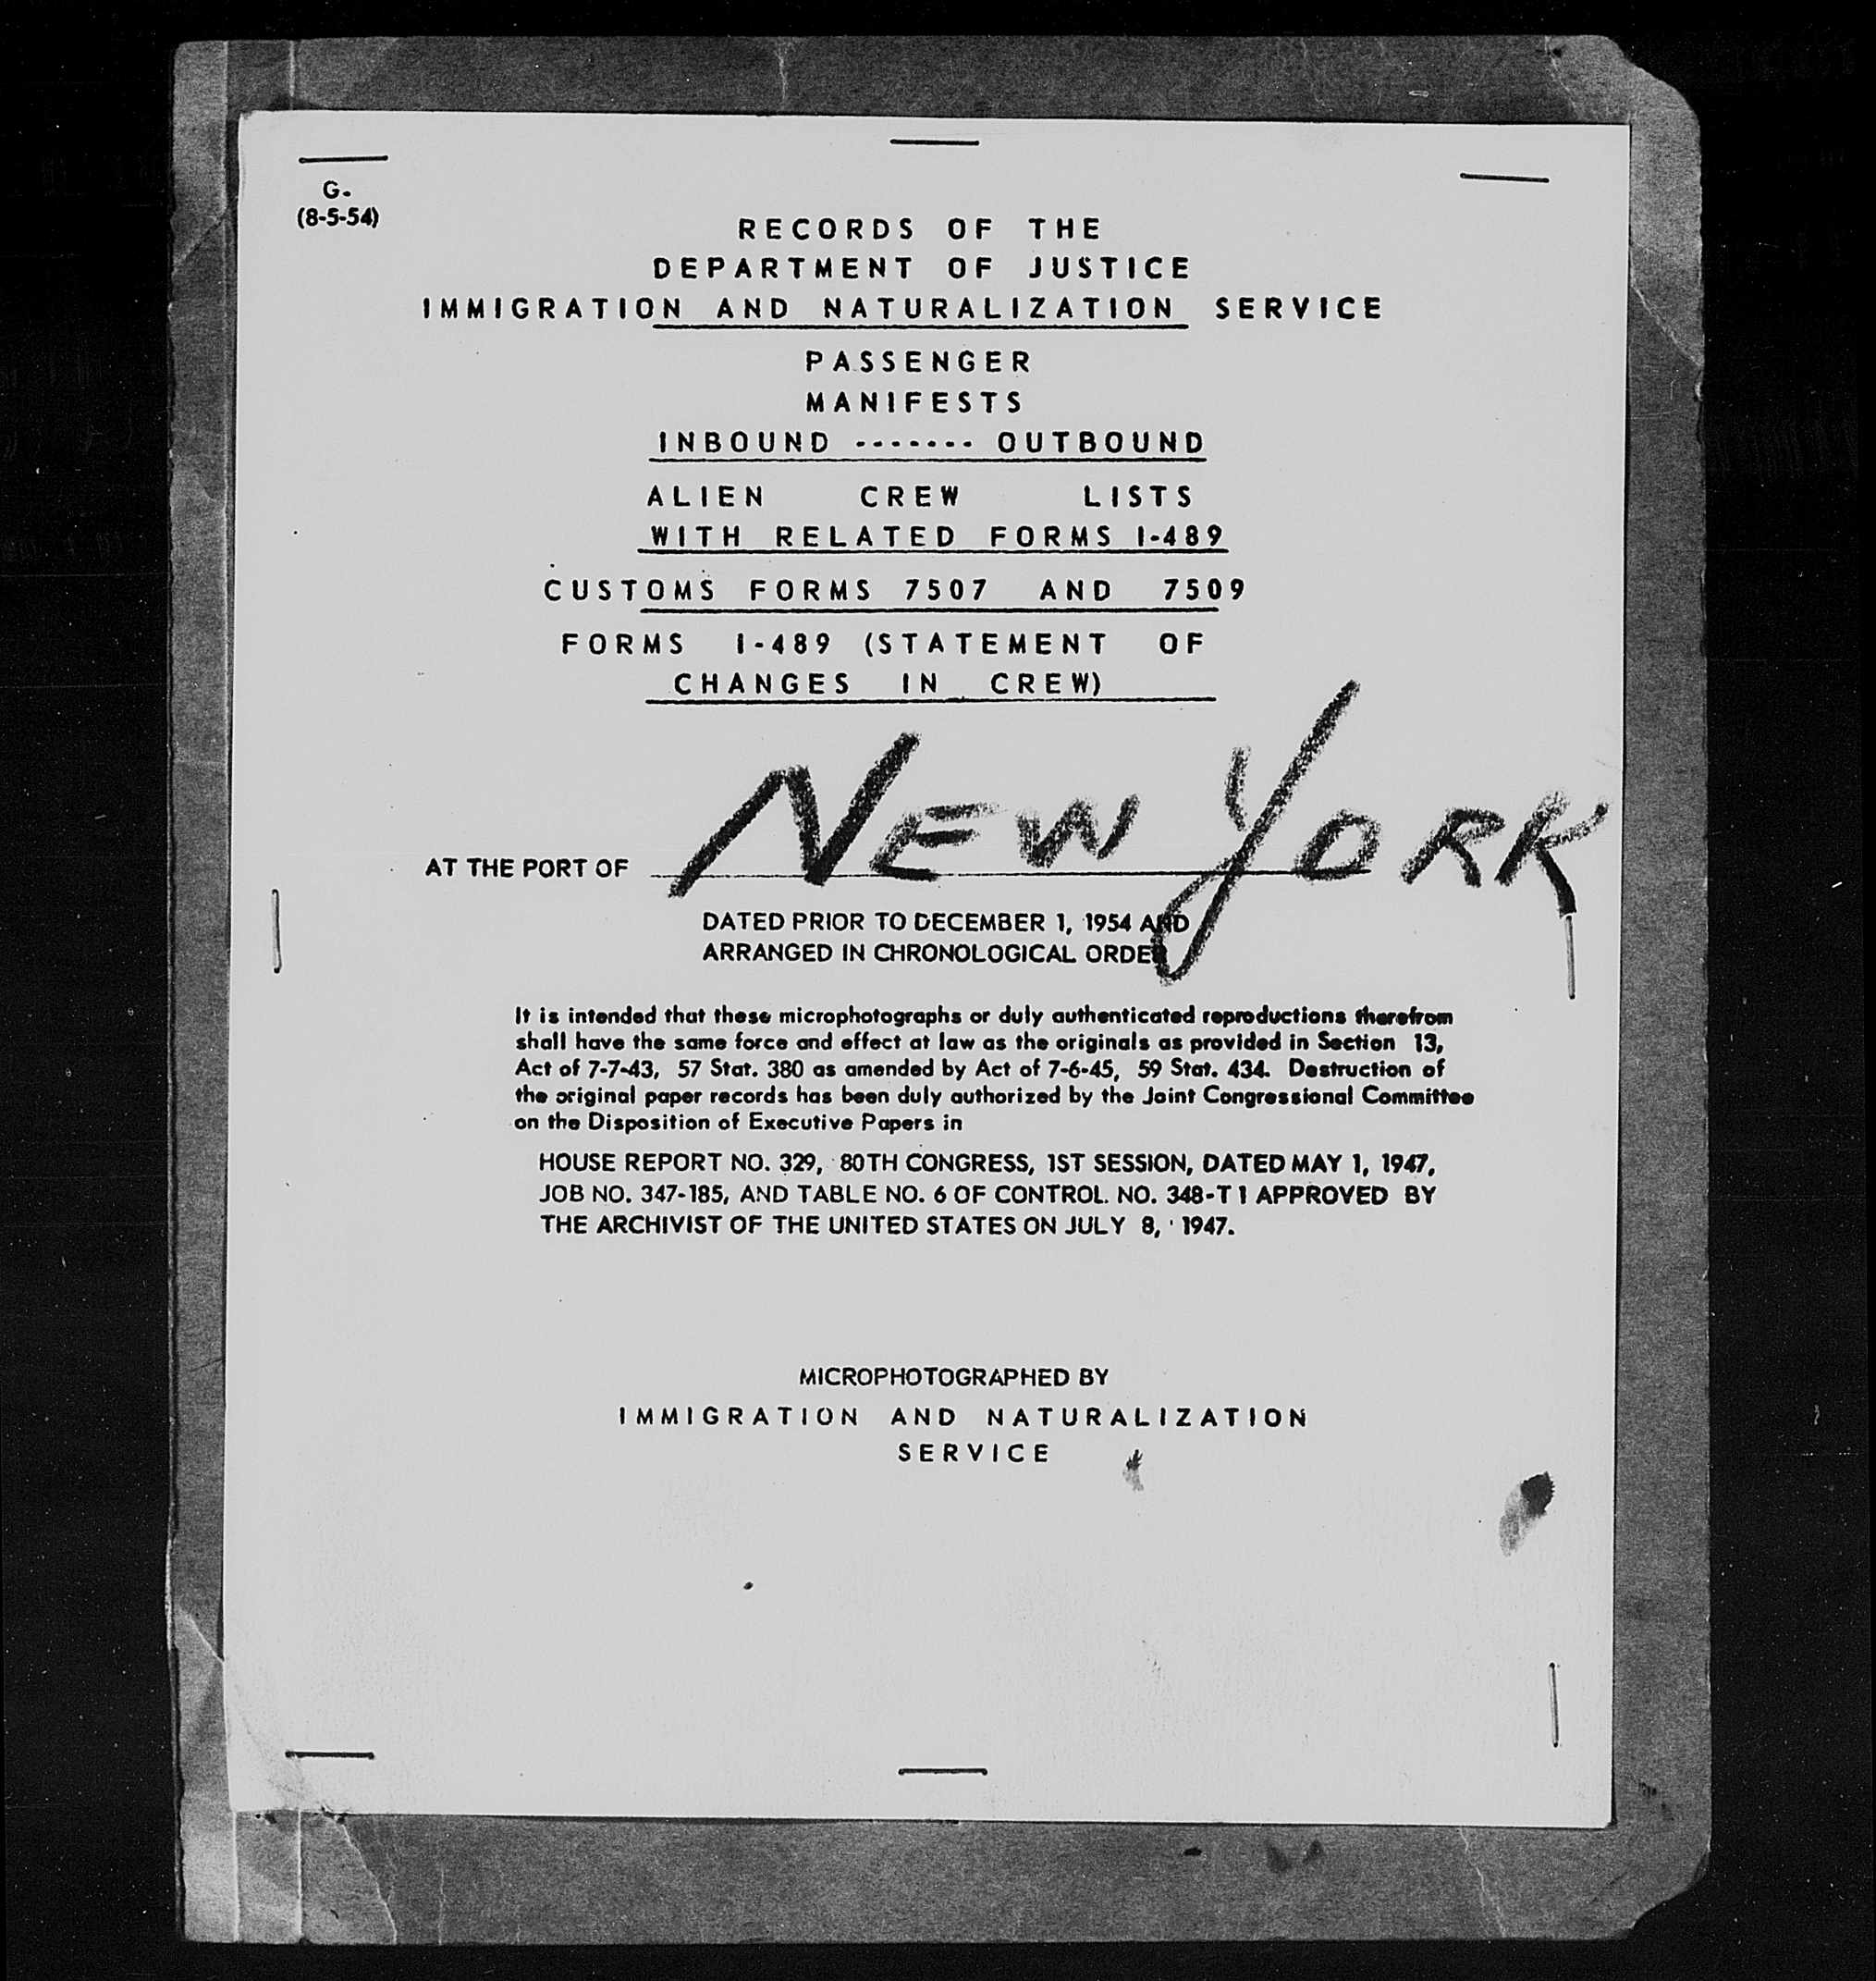 G-
(8-5-54)
RECORDS OF THE
DEPARTMENT OF JUSTICE
IMMIGRATION AND NATURALIZATION SERVICE
PASSENGER
MANIFESTS
INBOUND ------- OUTBOUND
ALIEN CREW LISTS
WITH RELATED FORMS I-489
CUSTOMS FORMS 7507 AND 7509
FORMS I-489 (STATEMENT OF
CHANGES IN CREW)
AT THE PORT OF NEW YORK
DATED PRIOR TO DECEMBER 1, 1954 AND
ARRANGED IN CHRONOLOGICAL ORDER
It is intended that these microphotographs or duly authenticated reproductions therefrom
shall have the same force and effect at law as the originals as provided in Section 13,
Act of 7-7-43, 57 Stat. 380 as amended by Act of 7-6-45, 59 Stat. 434. Destruction of
the original paper records has been duly authorized by the Joint Congressional Committee
on the Disposition of Executive Papers in
HOUSE REPORT NO. 329, 80TH CONGRESS, 1ST SESSION, DATED MAY 1, 1947,
JOB NO. 347-185, AND TABLE NO. 6 OF CONTROL NO. 348-T1 APPROVED BY
THE ARCHIVIST OF THE UNITED STATES ON JULY 8, 1947.
MICROPHOTOGRAPHED BY
IMMIGRATION AND NATURALIZATION
SERVICE